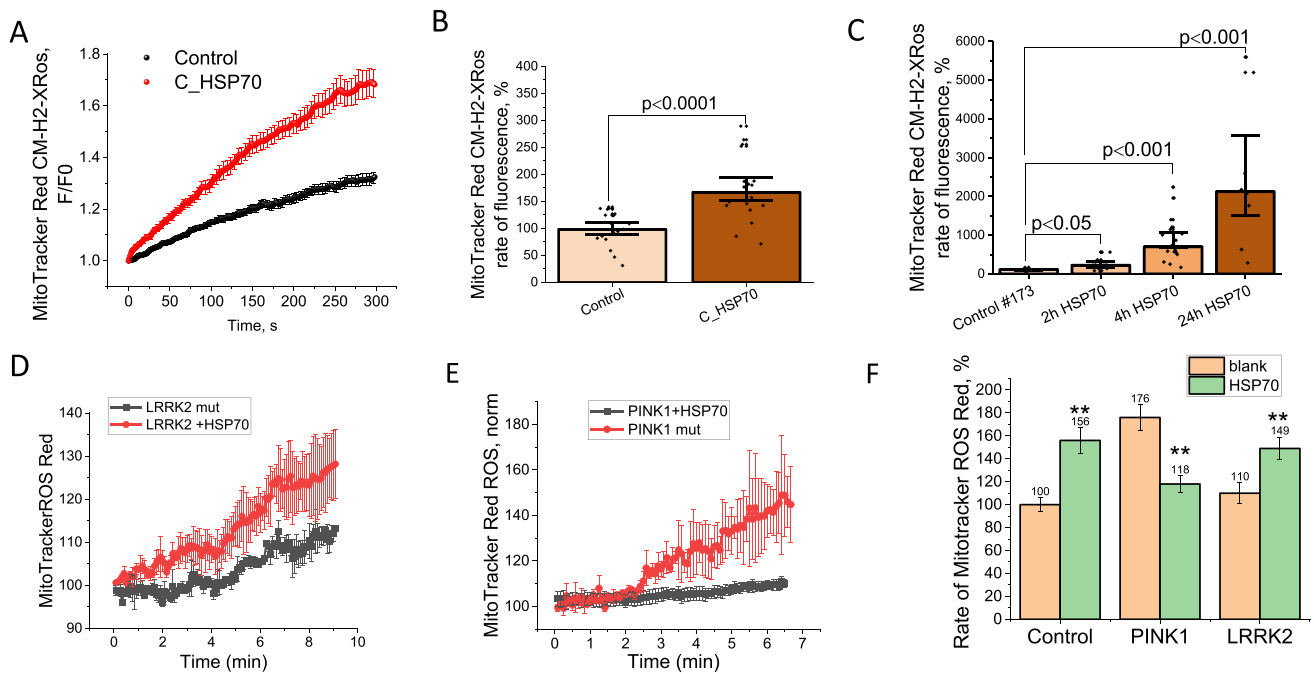 A
MitoTracker Red CM-H2-XRos,
F/F0
1.8
1.6
1.4
1.2
1.0
Control
C_HSP70
0
50
100
150
200
250
300
Time, s
B
MitoTracker Red CM-H2-XRos
rate of fluorescence, %
400
350
300
250
200
150
100
50
0
p<0.0001
Control
C_HSP70
C
MitoTracker Red CM-H2-XRos
rate of fluorescence, %
6000
5000
4000
3000
2000
1000
0
p<0.001
p<0.001
p<0.05
Control #173
2h HSP70
4h HSP70
24h HSP70
D
MitoTrackerROS Red
140
130
120
110
100
90
LRRK2 mut
LRRK2 +HSP70
0
2
4
6
8
10
Time (min)
E
MitoTracker Red ROS, norm
180
160
140
120
100
PINK1+HSP70
PINK1 mut
0
1
2
3
4
5
6
7
Time (min)
F
Rate of Mitotracker ROS Red, %
200
180
160
140
120
100
80
60
40
20
0
blank
HSP70
100
**
156
176
**
118
110
**
149
Control
PINK1
LRRK2